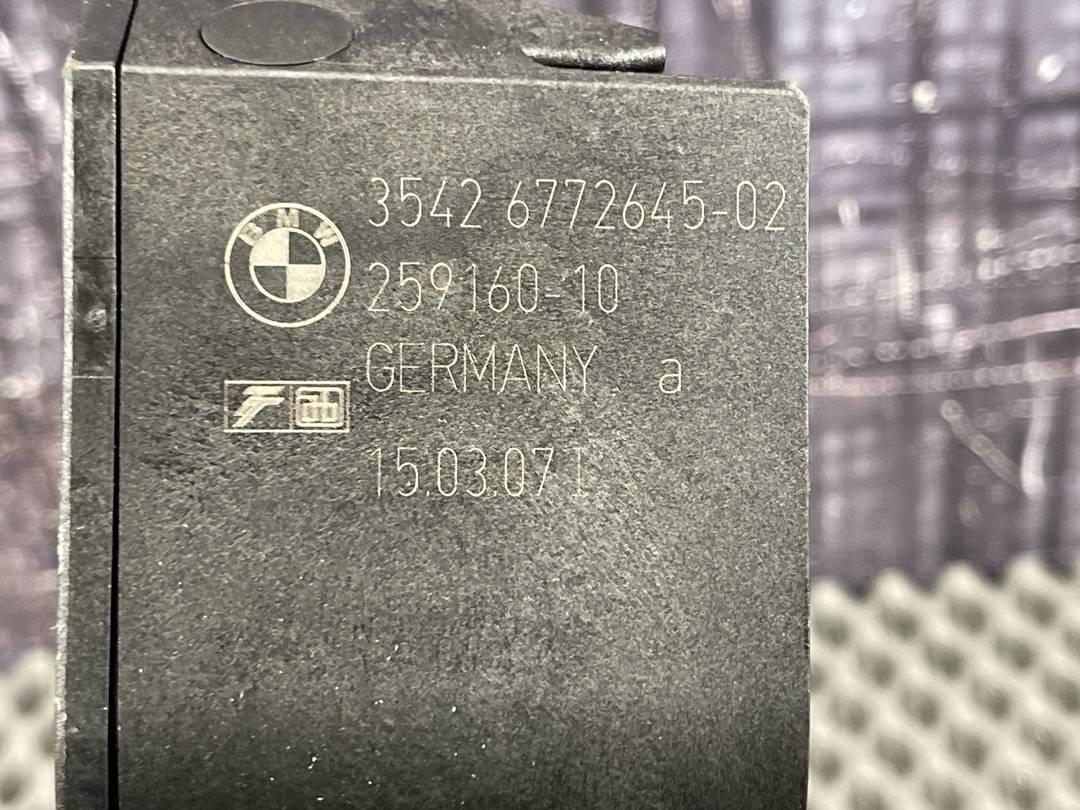 3542 6772645-02
BMW
259160-10
GERMANY a
15.03.07 I